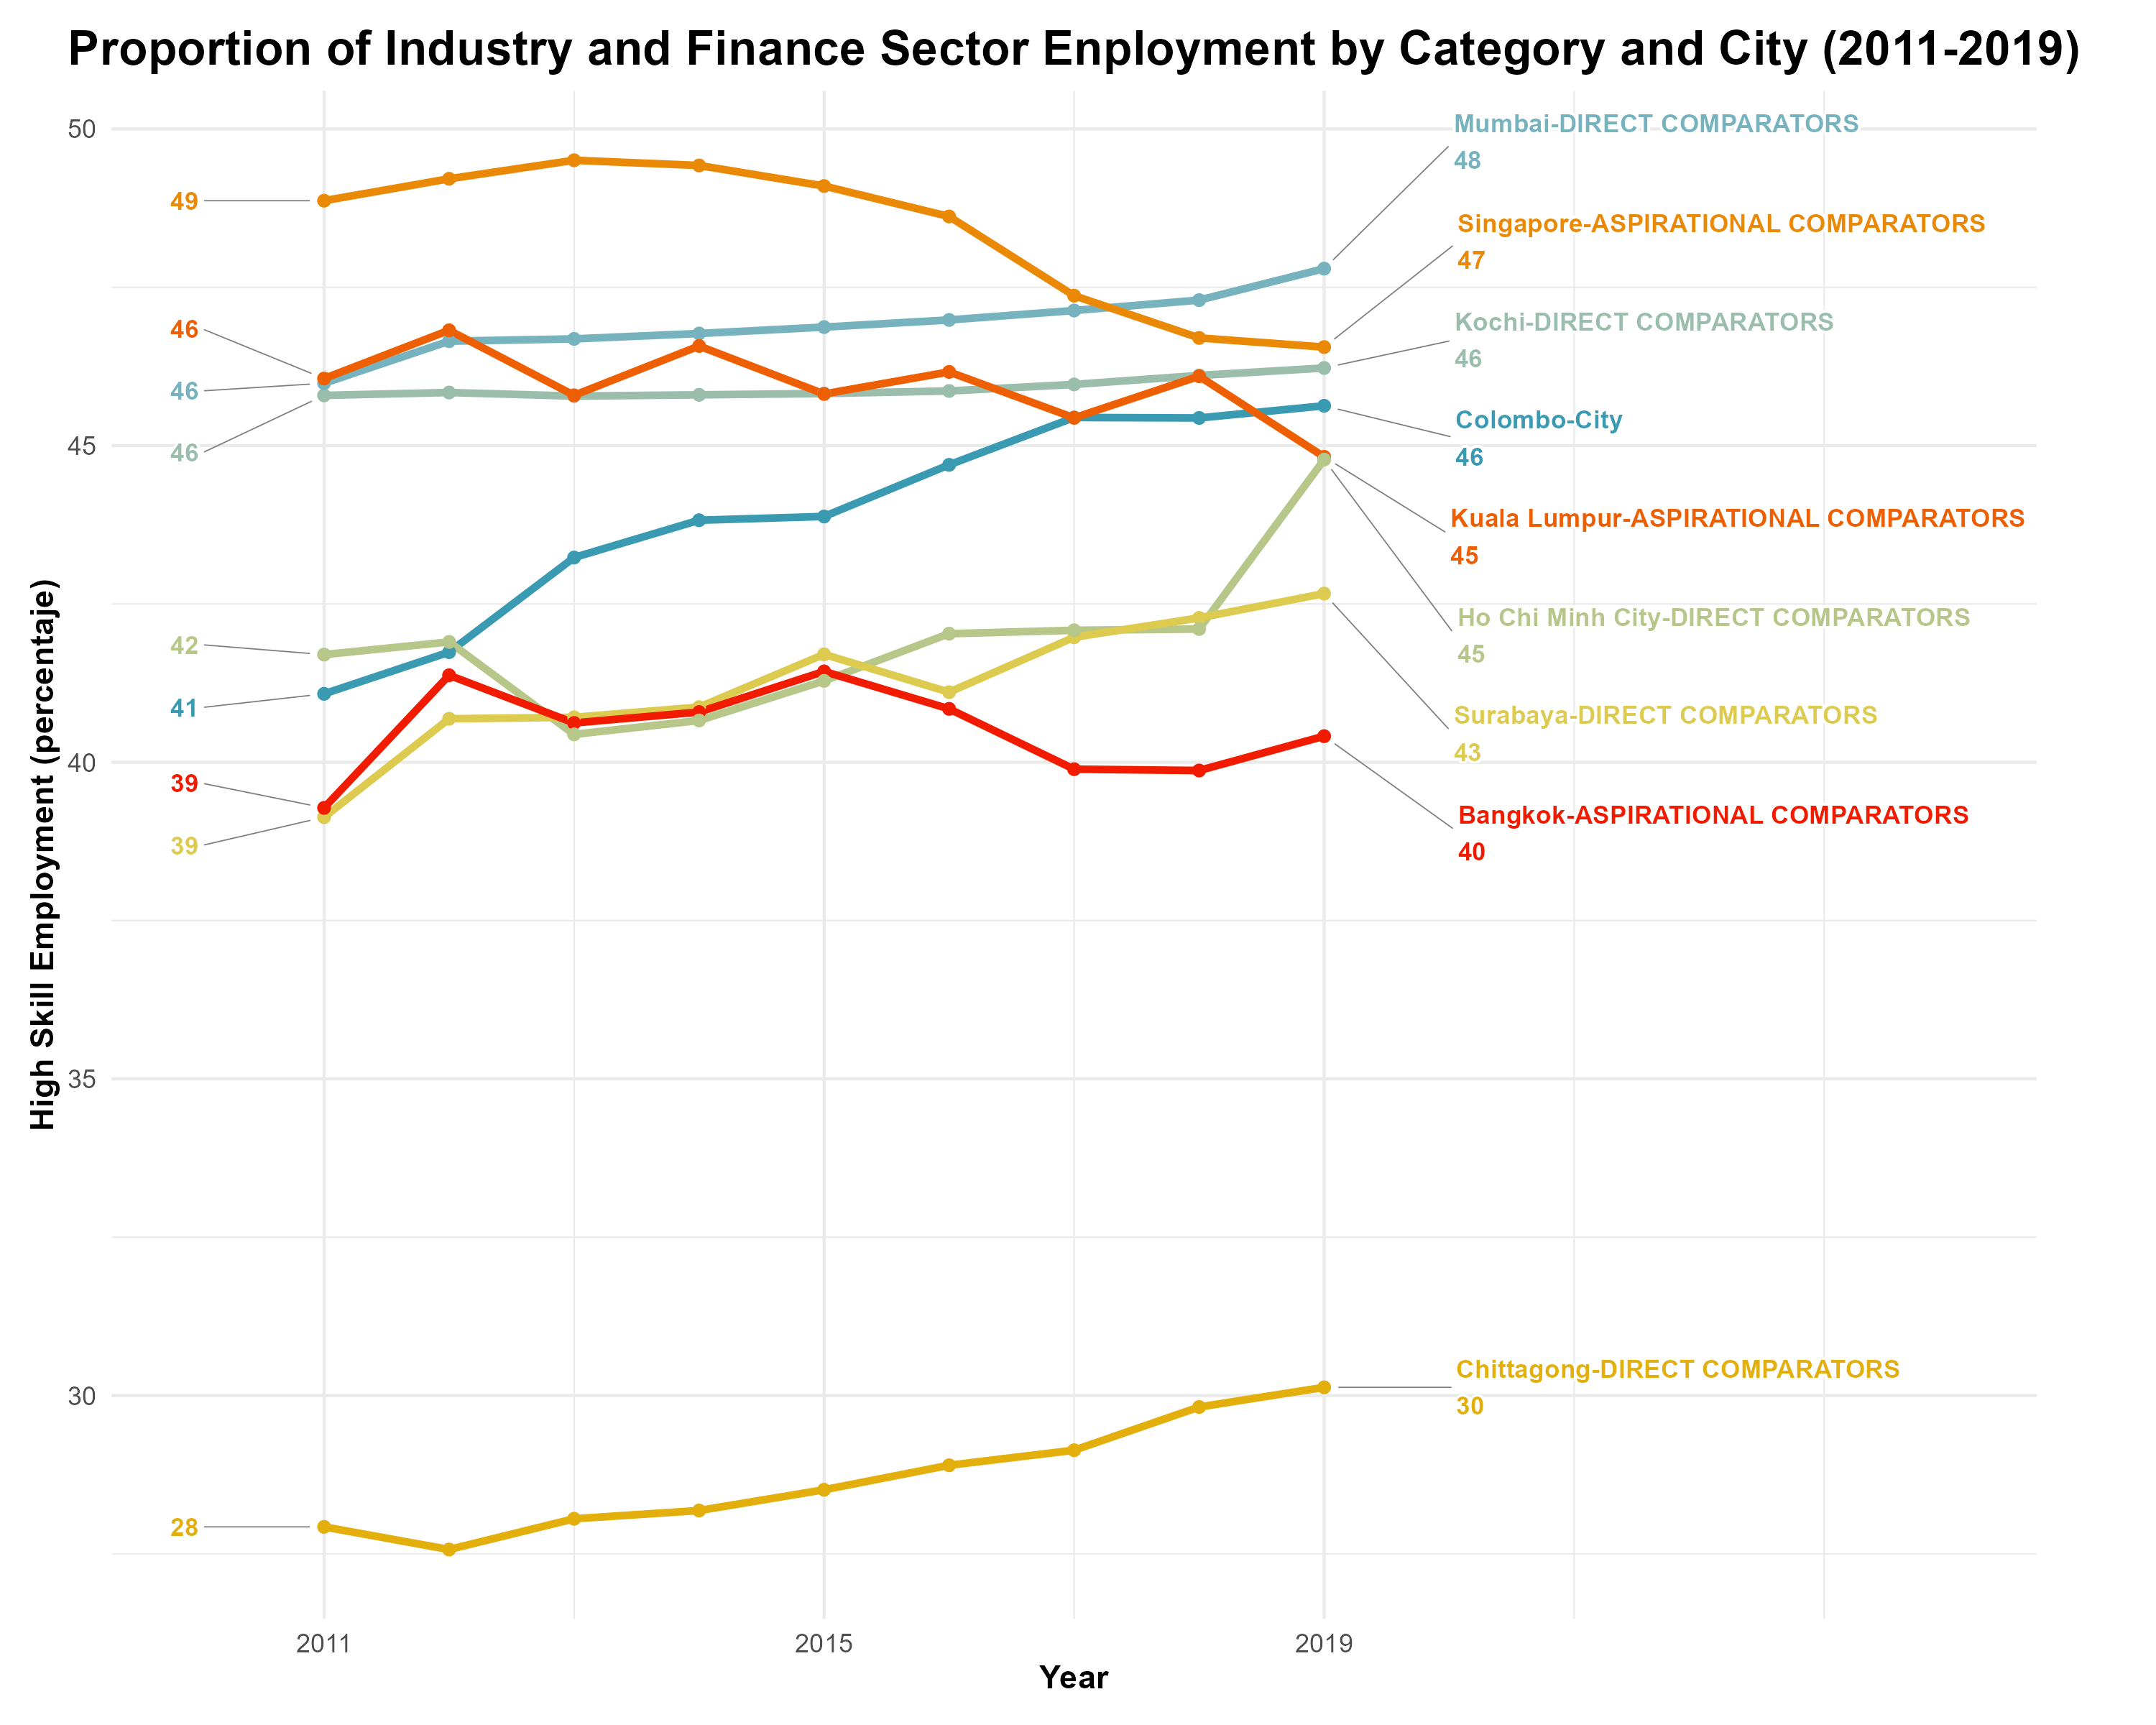 Proportion of Industry and Finance Sector Enployment by Category and City (2011-2019)
High Skill Employment (percentaje)
50
45
40
35
30
49
46
46
46
42
41
39
39
28
Mumbai-DIRECT COMPARATORS
48
Singapore-ASPIRATIONAL COMPARATORS
47
Kochi-DIRECT COMPARATORS
46
Colombo-City
46
Kuala Lumpur-ASPIRATIONAL COMPARATORS
45
Ho Chi Minh City-DIRECT COMPARATORS
45
Surabaya-DIRECT COMPARATORS
43
Bangkok-ASPIRATIONAL COMPARATORS
40
Chittagong-DIRECT COMPARATORS
30
2011
2015
2019
Year